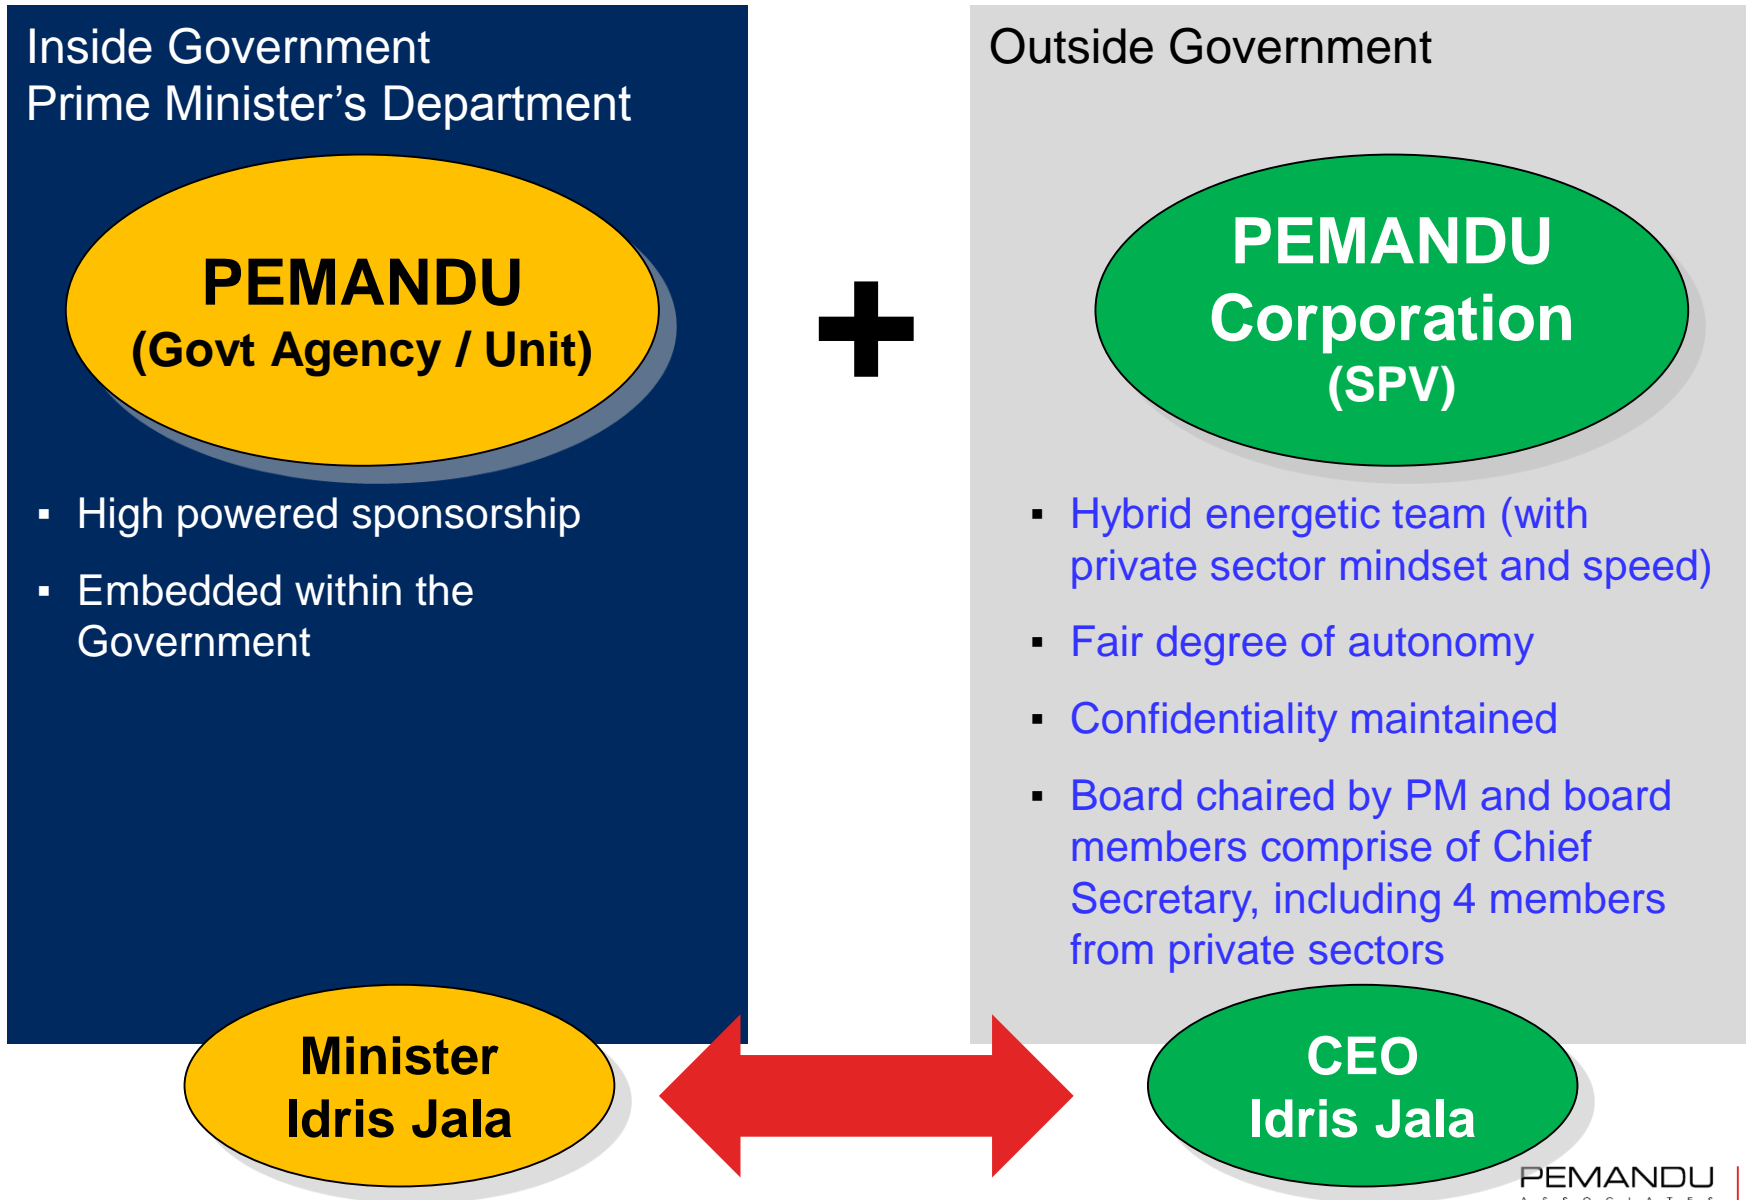 Inside Government
Prime Minister’s Department
PEMANDU
(Govt Agency / Unit)
▪ High powered sponsorship
▪ Embedded within the
Government
Minister
Idris Jala
+
Outside Government
PEMANDU
Corporation
(SPV)
▪ Hybrid energetic team (with
private sector mindset and speed)
▪ Fair degree of autonomy
▪ Confidentiality maintained
▪ Board chaired by PM and board
members comprise of Chief
Secretary, including 4 members
from private sectors
CEO
Idris Jala
PEMANDU
ASSOCIATES